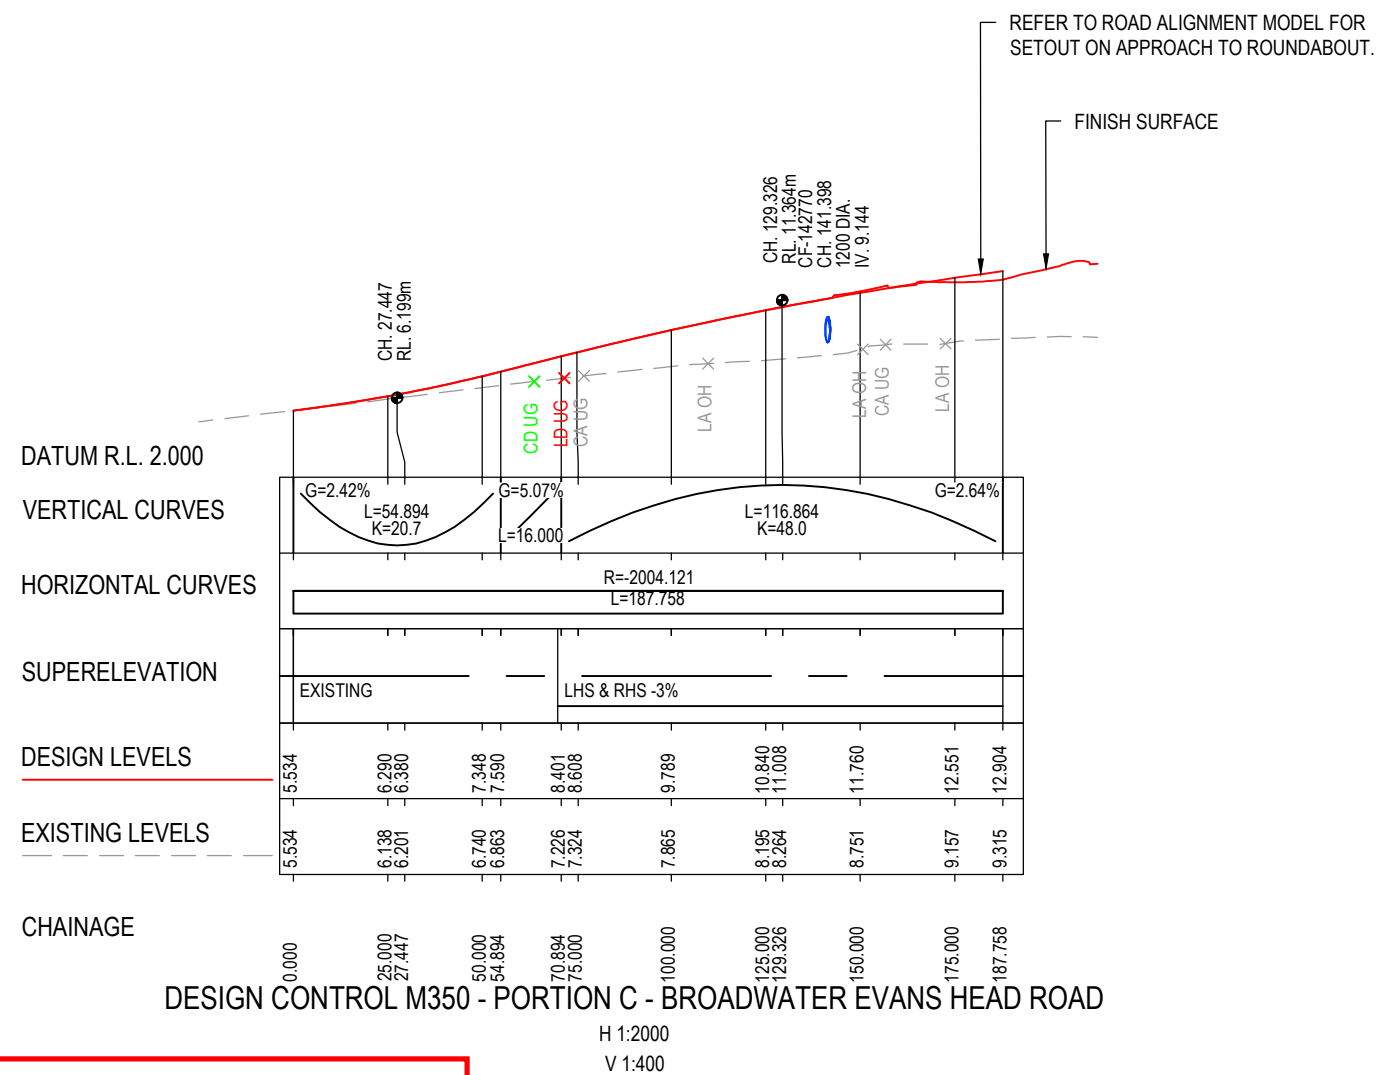 REFER TO ROAD ALIGNMENT MODEL FOR
SETOUT ON APPROACH TO ROUNDABOUT.
FINISH SURFACE
CH. 129.326
RL. 11.364m
CF-142770
CH. 141.398
1200 DIA.
IV. 9.144
CH. 27.447
RL. 6.199m
CD UG
LD UG
CA UG
LA OH
LA OH
CA UG
LA OH
DATUM R.L. 2.000
VERTICAL CURVES
G=2.42%
L=54.894
K=20.7
G=5.07%
L=16.000
L=116.864
K=48.0
G=2.64%
HORIZONTAL CURVES
R=-2004.121
L=187.758
SUPERELEVATION
EXISTING
LHS & RHS -3%
DESIGN LEVELS
5.534
6.290
6.380
7.348
7.590
8.401
8.608
9.789
10.840
11.008
11.760
12.551
12.904
EXISTING LEVELS
5.534
6.138
6.201
6.740
6.863
7.226
7.324
7.865
8.195
8.264
8.751
9.157
9.315
CHAINAGE
0.000
25.000
27.447
50.000
54.894
70.894
75.000
100.000
125.000
129.326
150.000
175.000
187.758
DESIGN CONTROL M350 - PORTION C - BROADWATER EVANS HEAD ROAD
H 1:2000
V 1:400